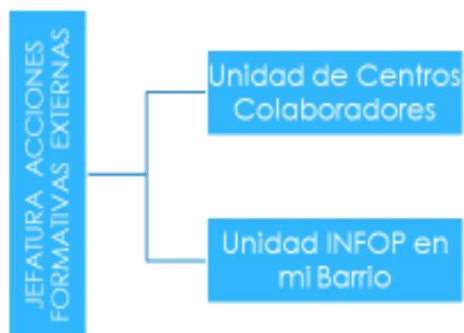 JEFATURA ACCIONES
FORMATIVAS EXTERNAS
Unidad de Centros
Colaboradores
Unidad INFOP en
mi Barrio